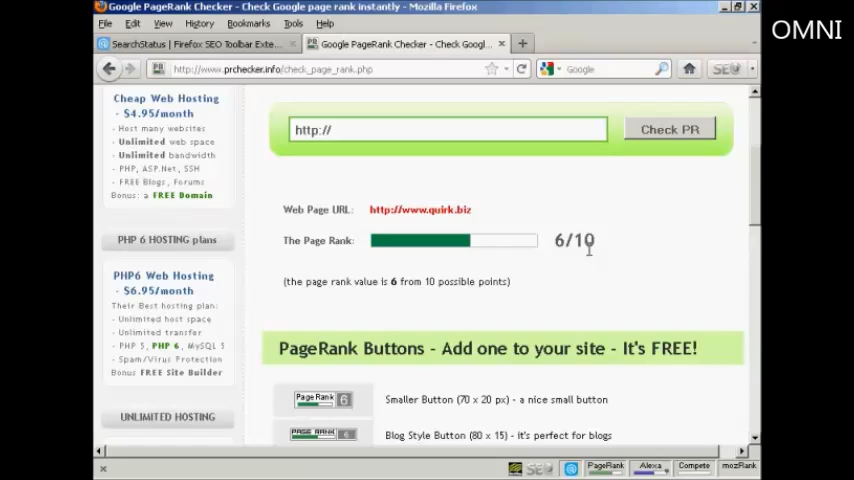 Google PageRank Checker - Check Google page rank instantly - Mozilla Firefox
OMNI
File Edit View History Bookmarks Tools Help
SearchStatus | Firefox SEO Toolbar Exte...
Google PageRank Checker - Check Googl...
http://www.prchecker.info/check_page_rank.php
Google
SE
Cheap Web Hosting
- $4.95/month
- Host many websites
- Unlimited web space
- Unlimited bandwidth
- PHP, ASP.Net, SSH
- FREE Blogs, Forums
Bonus: a FREE Domain
PHP 6 HOSTING plans
PHP6 Web Hosting
- $6.95/month
Their Best hosting plan:
- Unlimited host space
- Unlimited transfer
- PHP 5, PHP 6, MySQL 5
- Spam/Virus Protection
Bonus FREE Site Builder
UNLIMITED HOSTING
http://
Check PR
Web Page URL: http://www.quirk.biz
The Page Rank: 6/10
(the page rank value is 6 from 10 possible points)
PageRank Buttons - Add one to your site - It's FREE!
PageRank 6
Smaller Button (70 x 20 px) - a nice small button
PAGE RANK
Blog Style Button (80 x 15) - it's perfect for blogs
SE
PageRank
Alexa
Compete
mozRank